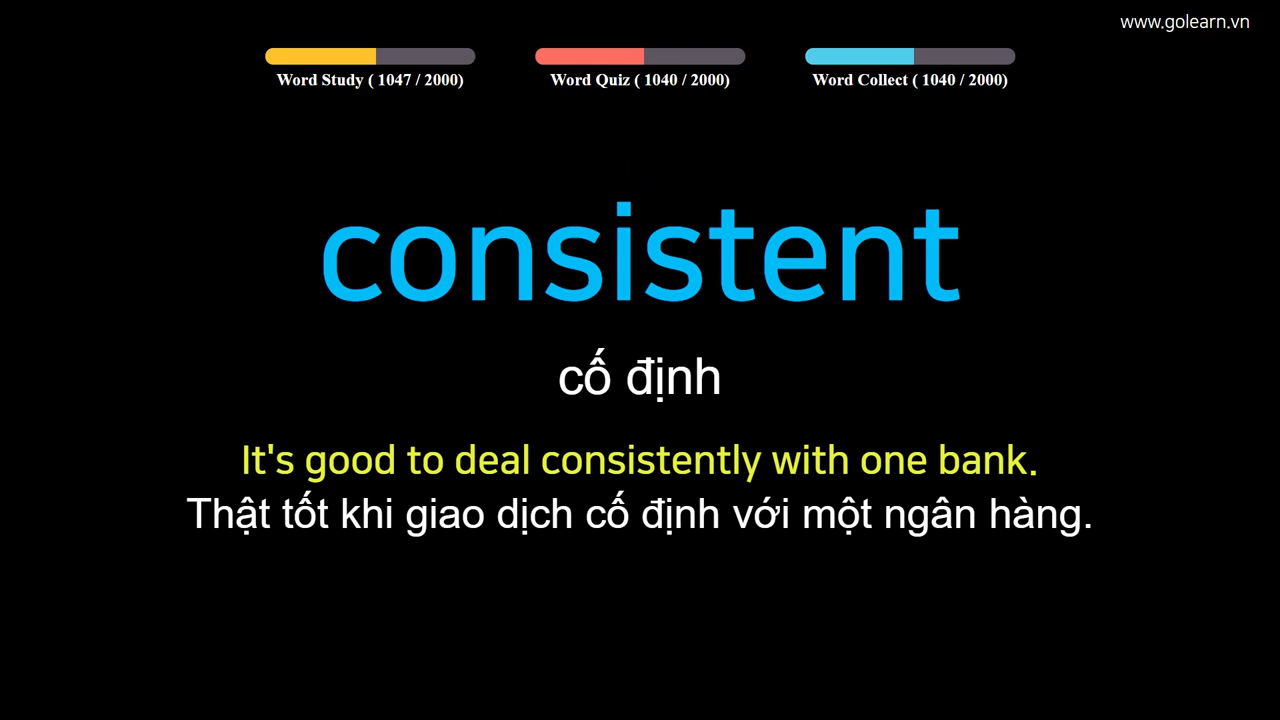 www.golearn.vn
Word Study ( 1047 / 2000)
Word Quiz ( 1040 / 2000)
Word Collect ( 1040 / 2000)
consistent
cố định
It's good to deal consistently with one bank.
Thật tốt khi giao dịch cố định với một ngân hàng.